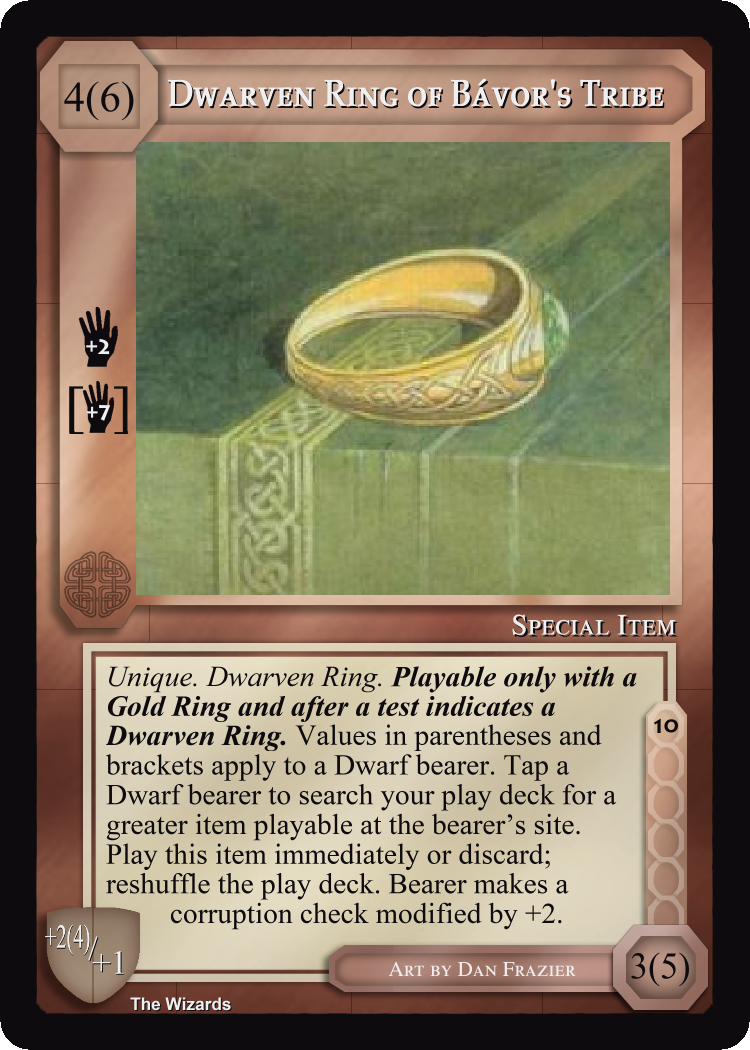 4(6)
Dwarven Ring of Bávor's Tribe
+2
[+7]
Special Item
Unique. Dwarven Ring. Playable only with a
Gold Ring and after a test indicates a
Dwarven Ring. Values in parentheses and
brackets apply to a Dwarf bearer. Tap a
Dwarf bearer to search your play deck for a
greater item playable at the bearer's site.
Play this item immediately or discard;
reshuffle the play deck. Bearer makes a
corruption check modified by +2.
10
+2(4)/+1
Art by Dan Frazier
3(5)
The Wizards